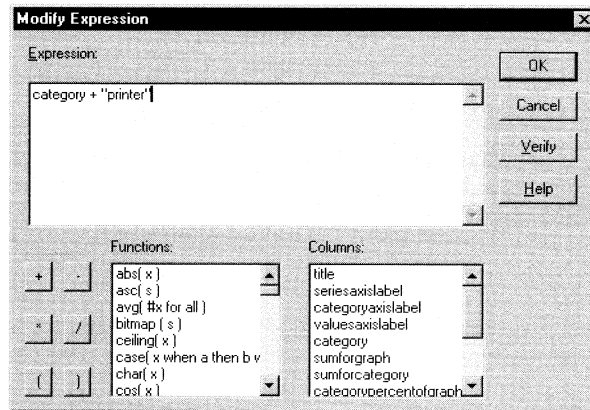 Modify Expression
Expression:
category + "printer"
OK
Cancel
Verify
Help
Functions:
abs( x )
asc( s )
avg( #x for all )
bitmap ( s )
ceiling( x )
case( x when a then b v
char( x )
cos( x )
Columns:
title
seriesaxislabel
categoryaxislabel
valuesaxislabel
category
sumforgraph
sumforcategory
categorypercentofgraph
+ -
* /
( )